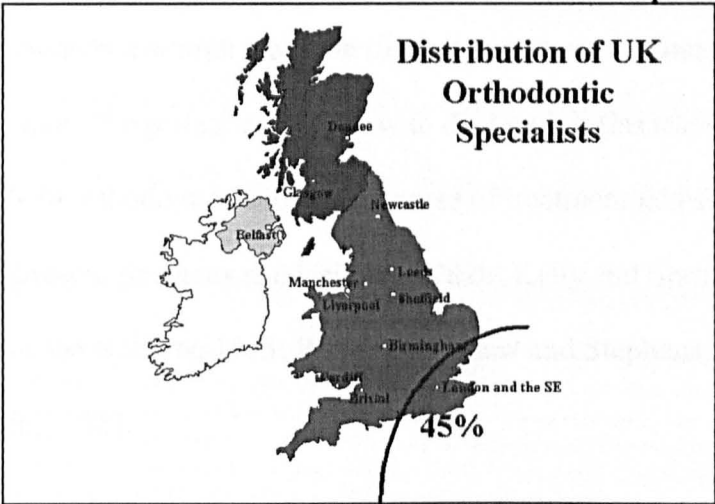 Distribution of UK
Orthodontic
Specialists
Dundee
Glasgow
Newcastle
Belfast
Leeds
Manchester
Liverpool
Sheffield
Birmingham
Cardiff
Bristol
London and the SE
45%